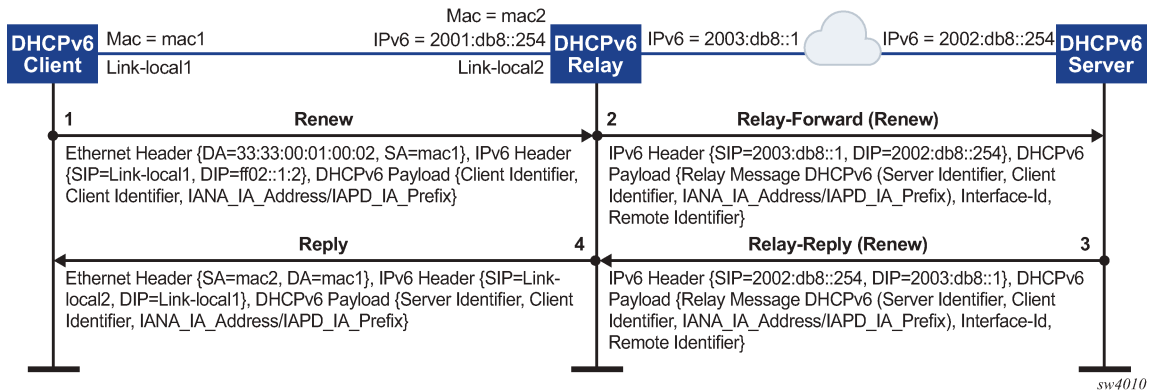 Mac = mac2
DHCPv6
Client
Mac = mac1
IPv6 = 2001:db8::254
DHCPv6
Relay
IPv6 = 2003:db8::1
IPv6 = 2002:db8::254
DHCPv6
Server
Link-local1
Link-local2
1
Renew
2
Relay-Forward (Renew)
Ethernet Header {DA=33:33:00:01:00:02, SA=mac1}, IPv6 Header
{SIP=Link-local1, DIP=ff02::1:2}, DHCPv6 Payload {Client Identifier,
Client Identifier, IANA_IA_Address/IAPD_IA_Prefix}
IPv6 Header {SIP=2003:db8::1, DIP=2002:db8::254}, DHCPv6
Payload {Relay Message DHCPv6 (Server Identifier, Client
Identifier, IANA_IA_Address/IAPD_IA_Prefix), Interface-Id,
Remote Identifier}
Reply
4
Relay-Reply (Renew)
3
Ethernet Header {SA=mac2, DA=mac1}, IPv6 Header {SIP=Link-
local2, DIP=Link-local1}, DHCPv6 Payload {Server Identifier, Client
Identifier, IANA_IA_Address/IAPD_IA_Prefix}
IPv6 Header {SIP=2002:db8::254, DIP=2003:db8::1}, DHCPv6
Payload {Relay Message DHCPv6 (Server Identifier, Client
Identifier, IANA_IA_Address/IAPD_IA_Prefix), Interface-Id,
Remote Identifier}
sw4010